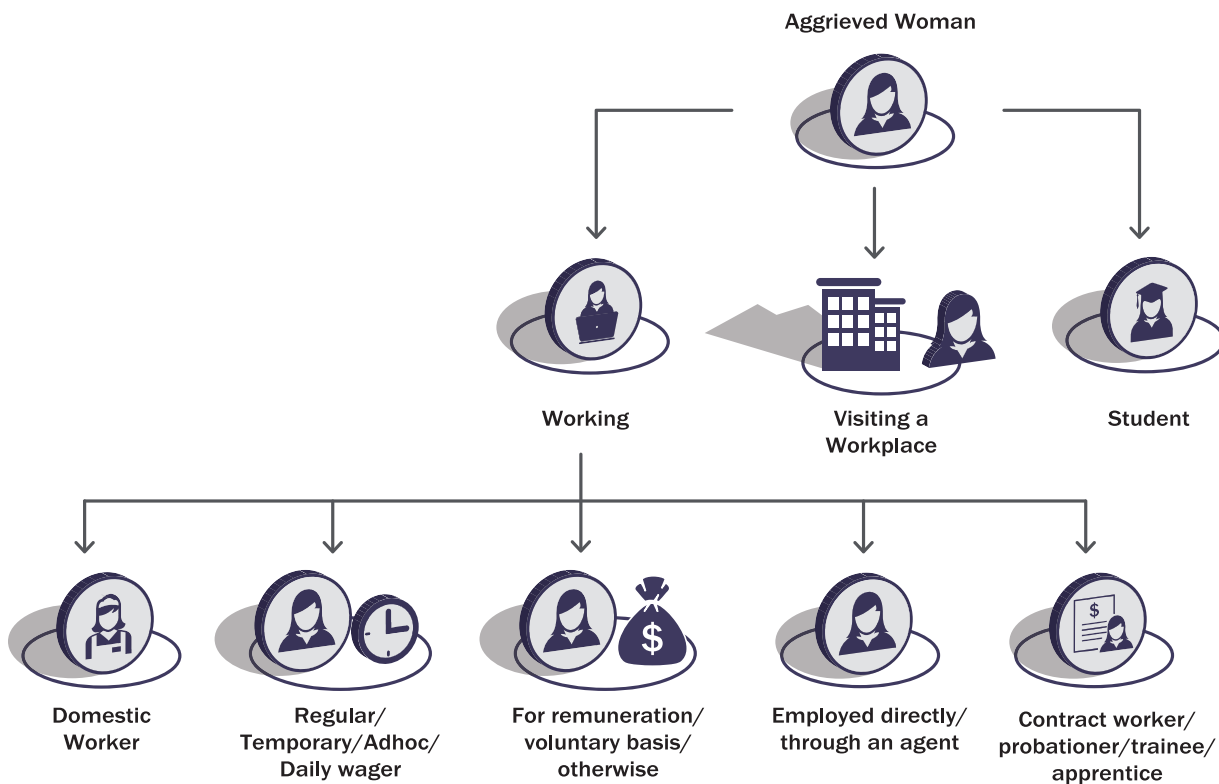 Aggrieved Woman
Working
Visiting a
Workplace
Student
Domestic
Worker
Regular/
Temporary/Adhoc/
Daily wager
$
For remuneration/
voluntary basis/
otherwise
Employed directly/
through an agent
$
Contract worker/
probationer/trainee/
apprentice